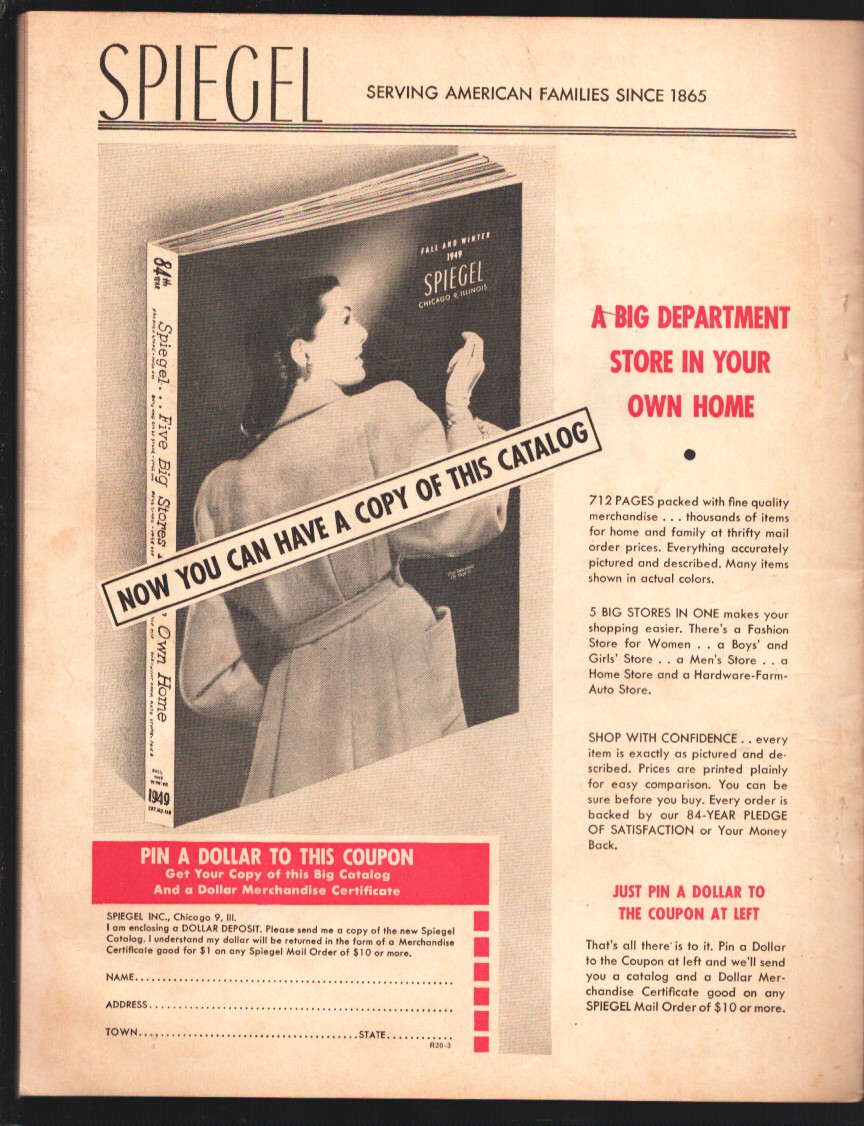 SPIEGEL
SERVING AMERICAN FAMILIES SINCE 1865
FALL AND WINTER
1949
SPIEGEL
CHICAGO 9, ILLINOIS
84th
YEAR
Spiegel... Five Big Stores
Own Home
FALL
AND
WINTER
1949
NOW YOU CAN HAVE A COPY OF THIS CATALOG
A BIG DEPARTMENT
STORE IN YOUR
OWN HOME
712 PAGES packed with fine quality
merchandise . . . thousands of items
for home and family at thrifty mail
order prices. Everything accurately
pictured and described. Many items
shown in actual colors.
5 BIG STORES IN ONE makes your
shopping easier. There's a Fashion
Store for Women . . a Boys' and
Girls' Store . . a Men's Store . . a
Home Store and a Hardware-Farm-
Auto Store.
SHOP WITH CONFIDENCE . . every
item is exactly as pictured and de-
scribed. Prices are printed plainly
for easy comparison. You can be
sure before you buy. Every order is
backed by our 84-YEAR PLEDGE
OF SATISFACTION or Your Money
Back.
JUST PIN A DOLLAR TO
THE COUPON AT LEFT
That's all there is to it. Pin a Dollar
to the Coupon at left and we'll send
you a catalog and a Dollar Mer-
chandise Certificate good on any
SPIEGEL Mail Order of $10 or more.
PIN A DOLLAR TO THIS COUPON
Get Your Copy of this Big Catalog
And a Dollar Merchandise Certificate
SPIEGEL INC., Chicago 9, Ill.
I am enclosing a DOLLAR DEPOSIT. Please send me a copy of the new Spiegel
Catalog. I understand my dollar will be returned in the form of a Merchandise
Certificate good for $1 on any Spiegel Mail Order of $10 or more.
NAME
ADDRESS
TOWN STATE
R20-3